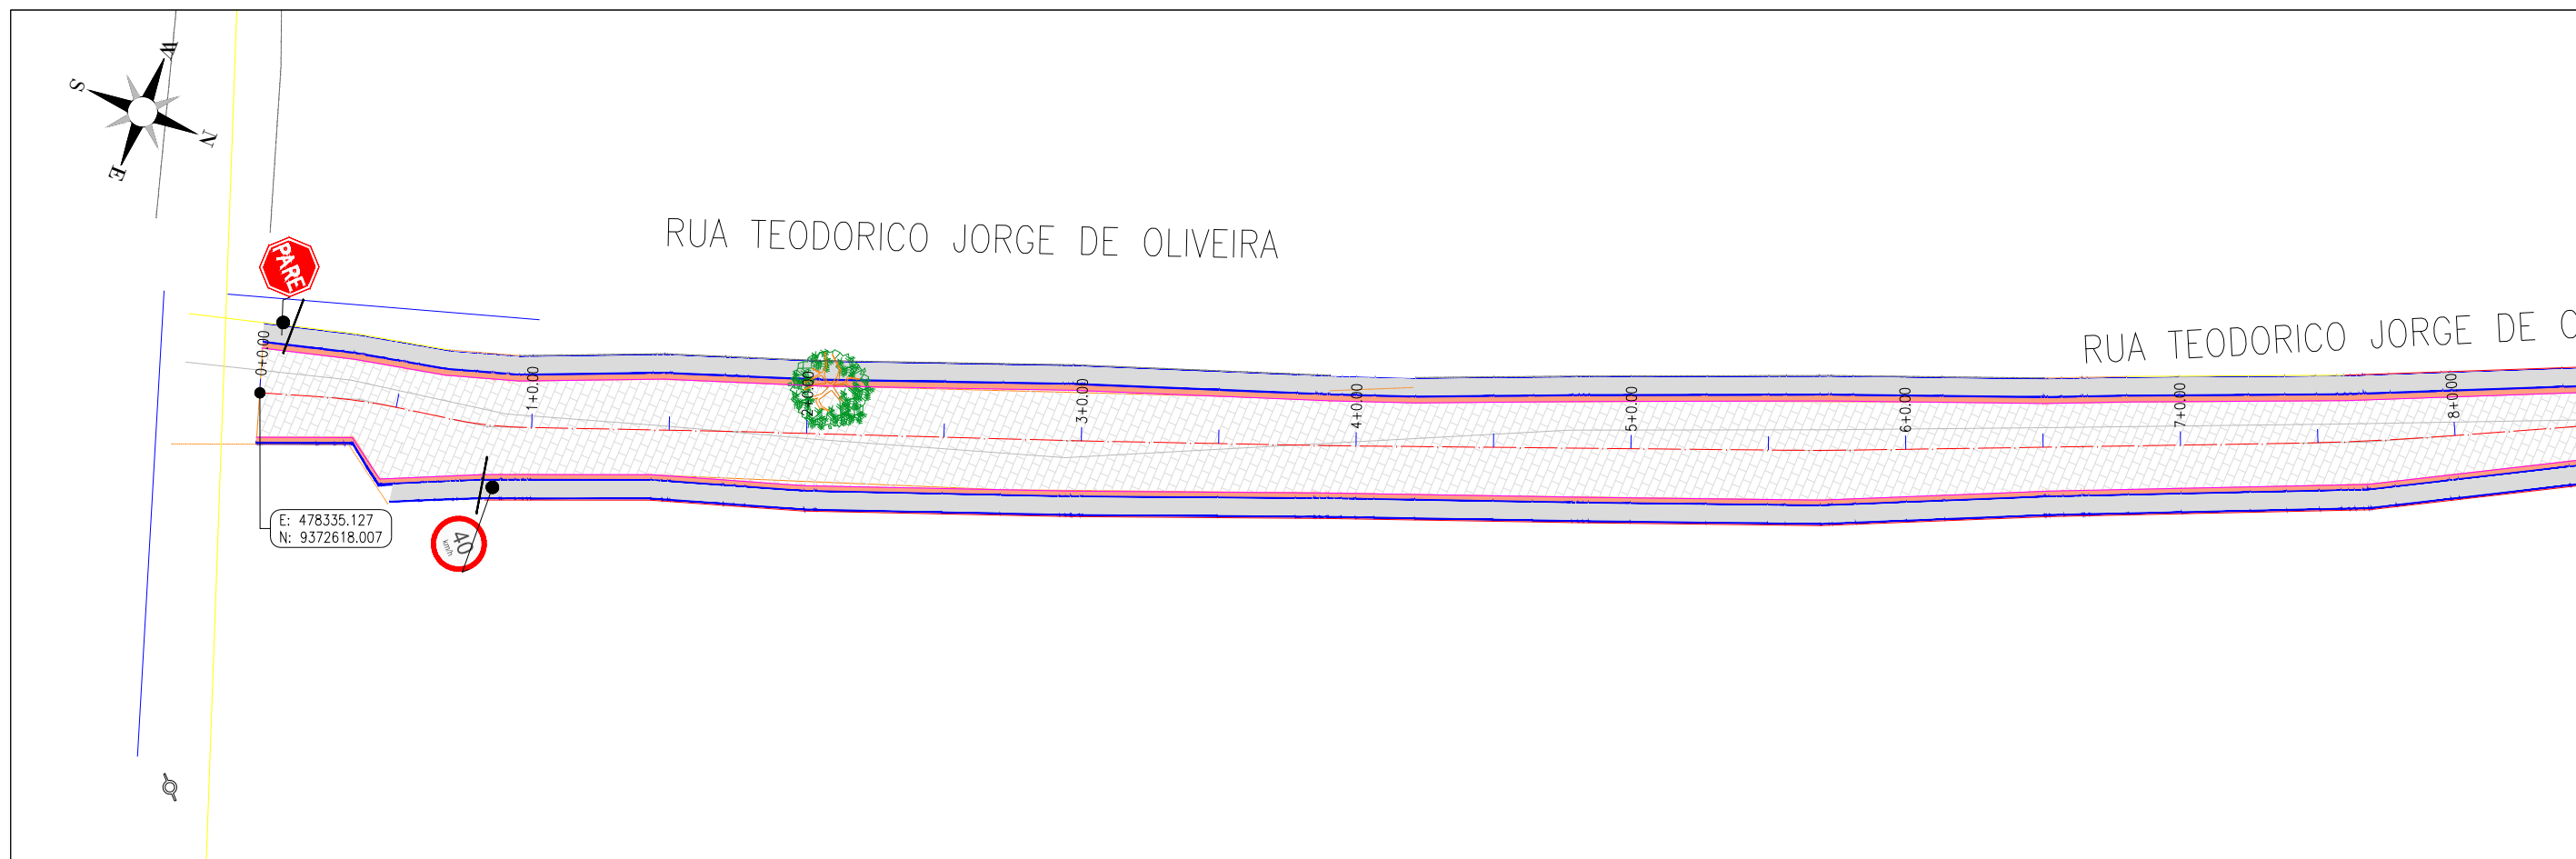 W
S
N
E
RUA TEODORICO JORGE DE OLIVEIRA
PARE
RUA TEODORICO JORGE DE O
0+0.00
1+0.00
2+0.00
3+0.00
4+0.00
5+0.00
6+0.00
7+0.00
8+0.00
E: 478335.127
N: 9372618.007
40
km/h